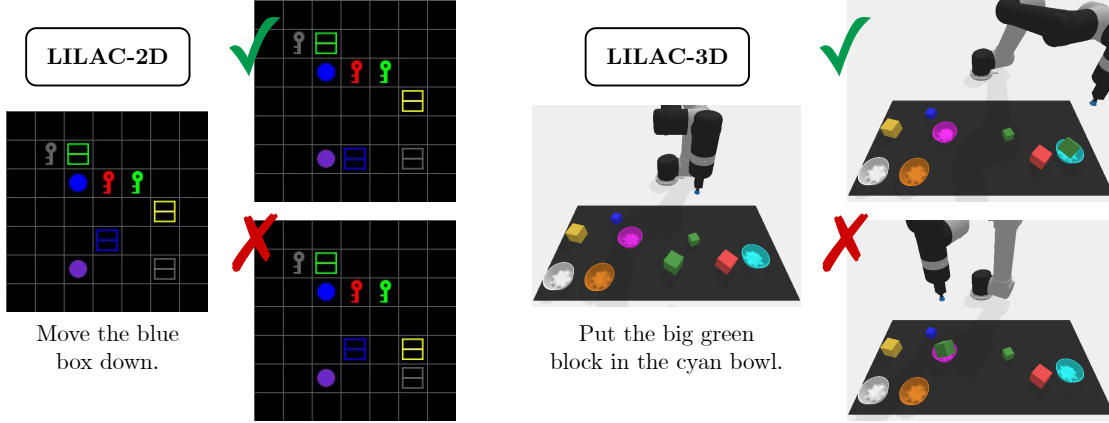 LILAC-2D
Move the blue
box down.
LILAC-3D
Put the big green
block in the cyan bowl.